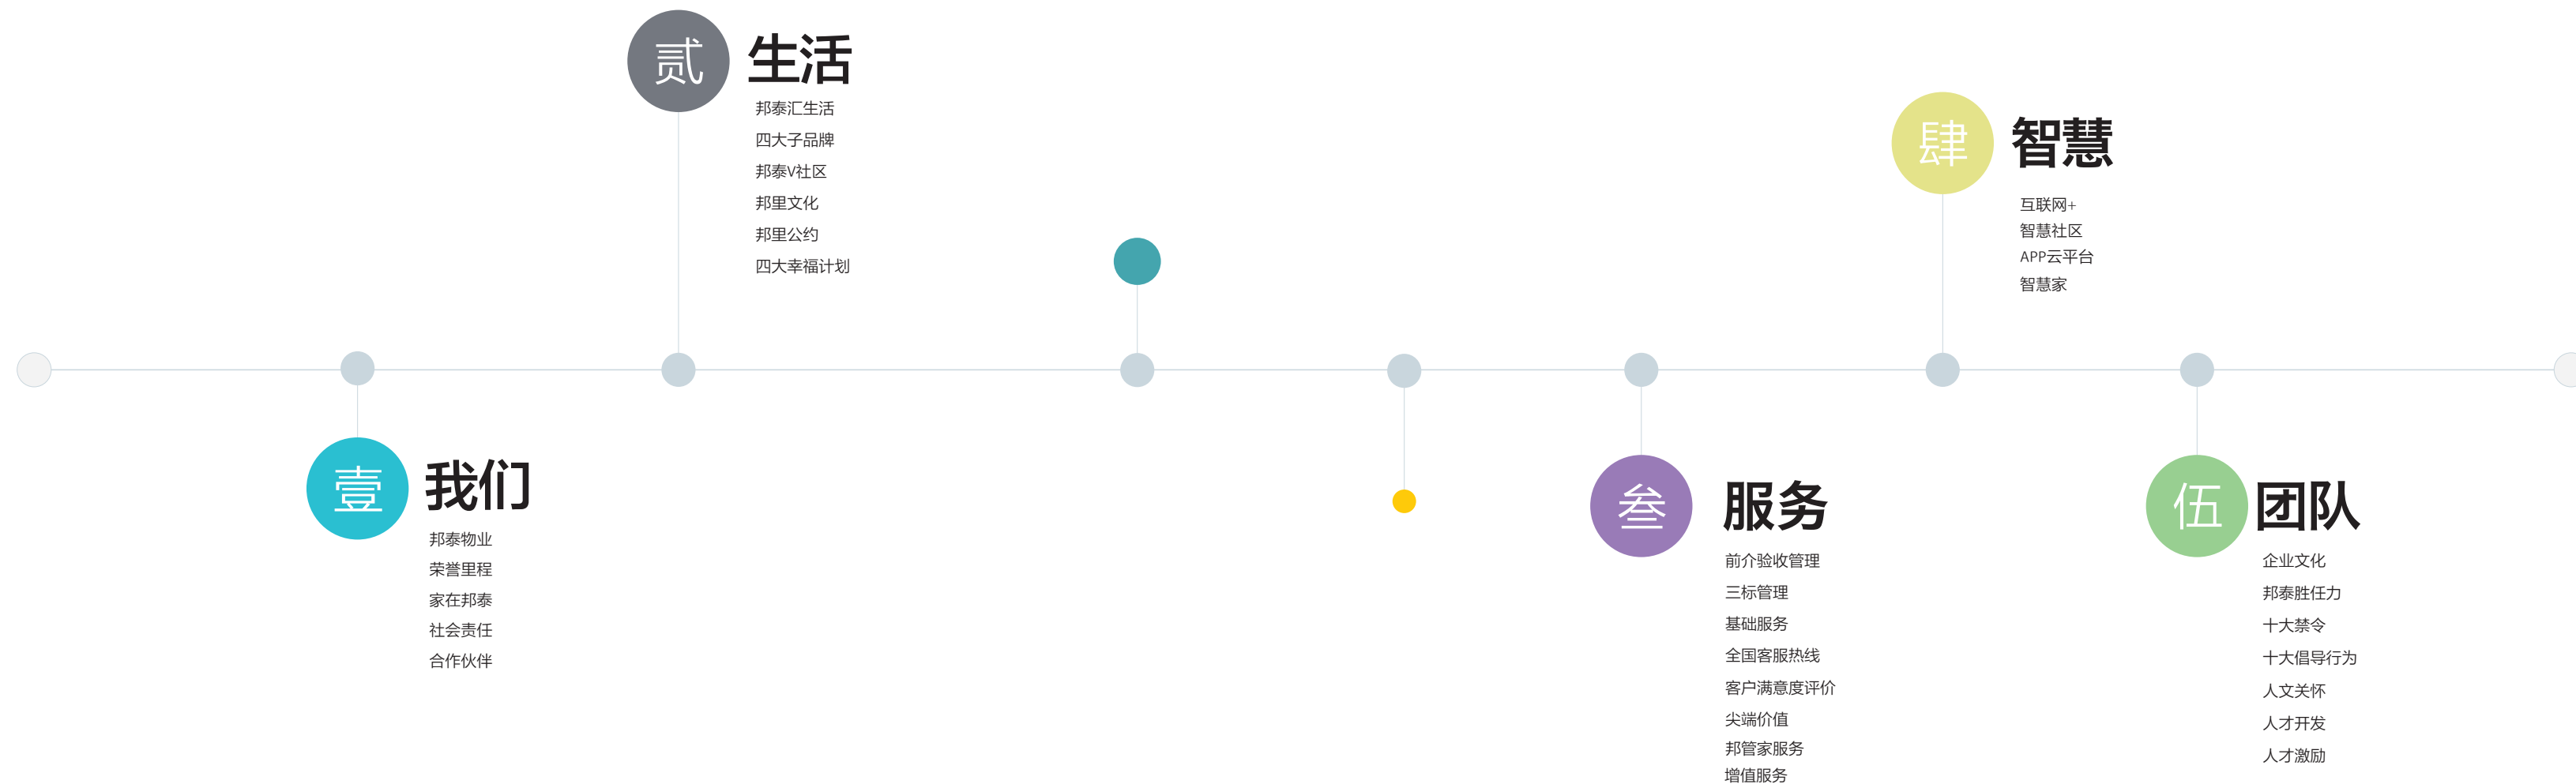 壹
我们
邦泰物业
荣誉里程
家在邦泰
社会责任
合作伙伴
贰
生活
邦泰汇生活
四大子品牌
邦泰V社区
邦里文化
邦里公约
四大幸福计划
叁
服务
前介验收管理
三标管理
基础服务
全国客服热线
客户满意度评价
尖端价值
邦管家服务
增值服务
肆
智慧
互联网+
智慧社区
APP云平台
智慧家
伍
团队
企业文化
邦泰胜任力
十大禁令
十大倡导行为
人文关怀
人才开发
人才激励